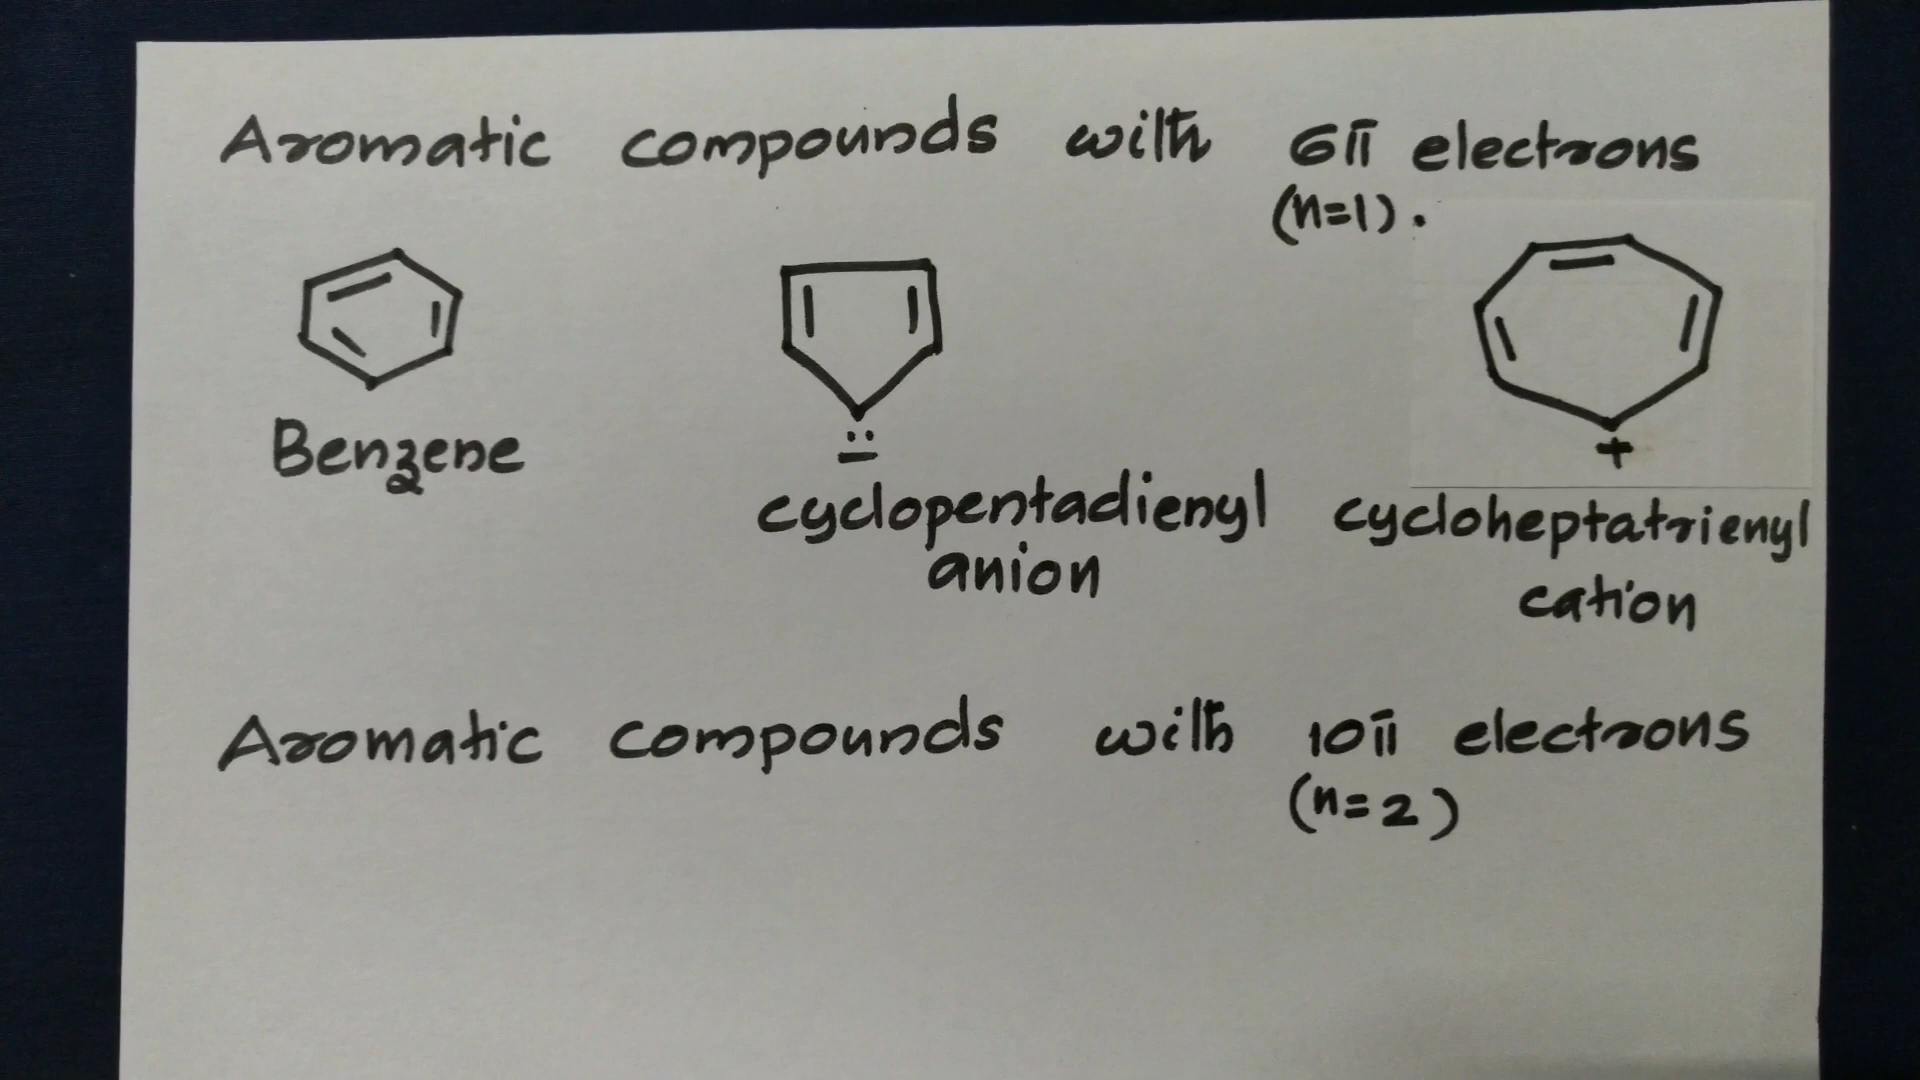 Aromatic compounds with 6π electrons
(n=1).
Benzene
cyclopentadienyl
anion
cycloheptatrienyl
cation
Aromatic compounds with 10π electrons
(n=2)